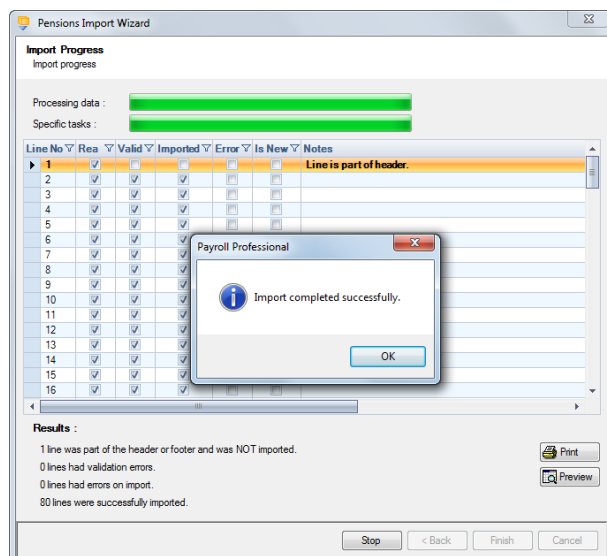 Pensions Import Wizard
Import Progress
Import progress
Processing data :
Specific tasks :
Line No Rea Valid Imported Error Is New Notes
1 Line is part of header.
2
3
4
5
6
7
8
9
10
11
12
13
14
15
16
Payroll Professional
Import completed successfully.
OK
Results :
1 line was part of the header or footer and was NOT imported.
0 lines had validation errors.
0 lines had errors on import.
80 lines were successfully imported.
Print
Preview
Stop < Back Finish Cancel